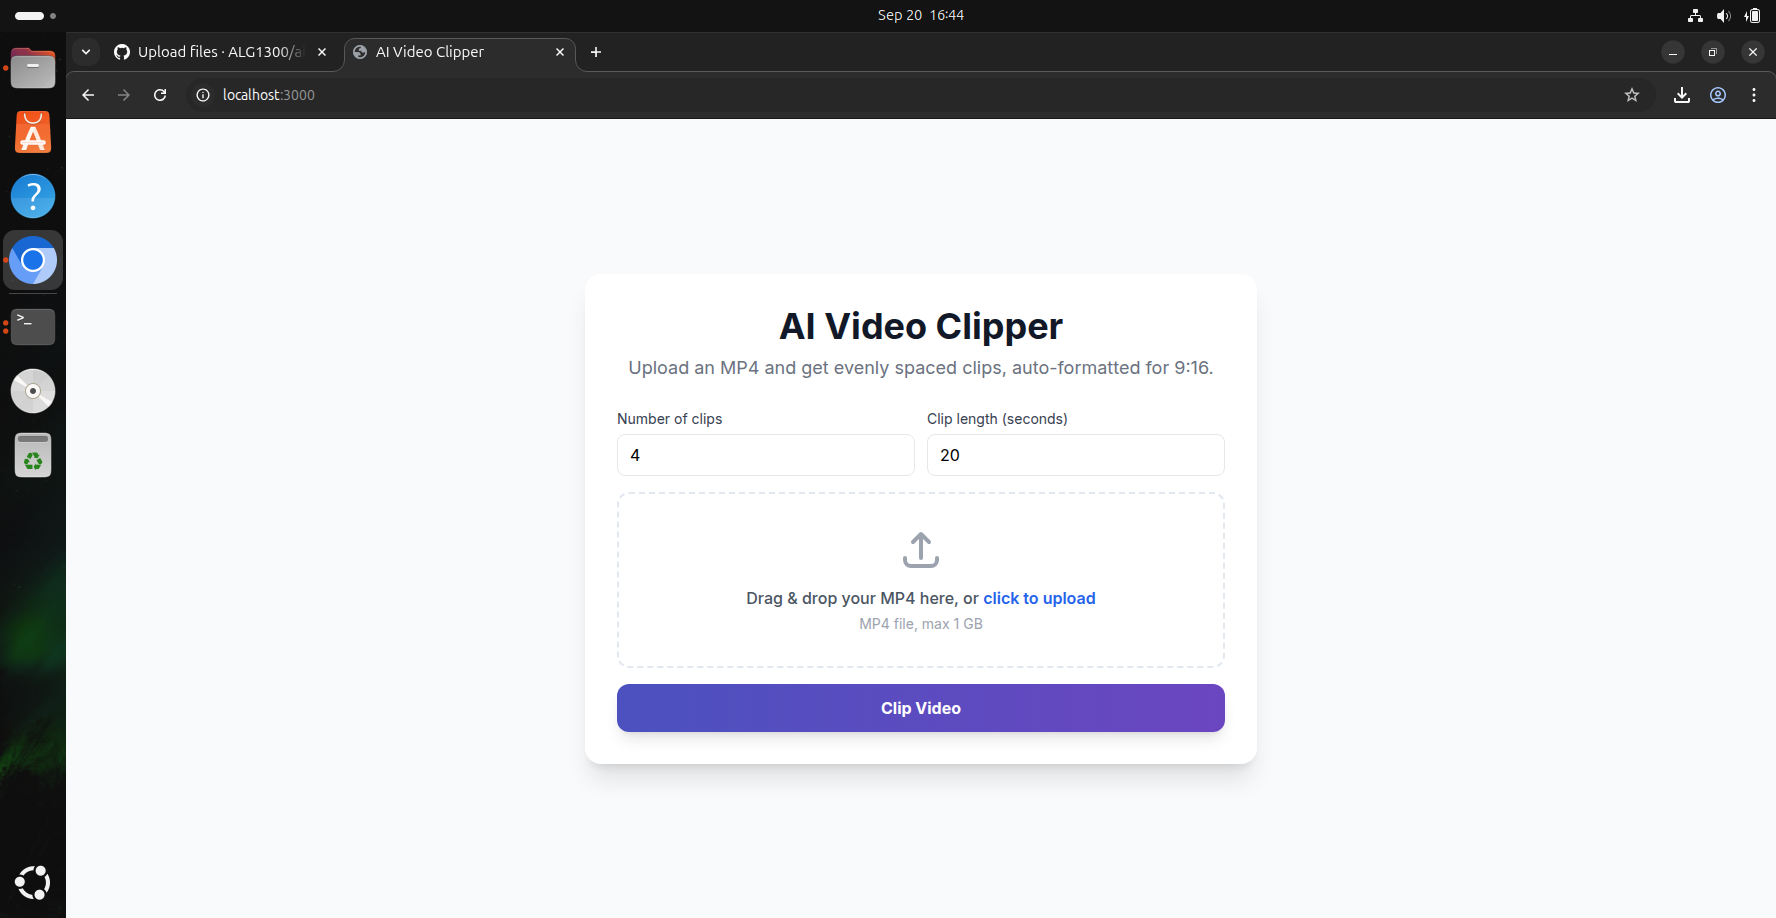 Sep 20 16:44
Upload files · ALG1300/a
AI Video Clipper
localhost:3000
AI Video Clipper
Upload an MP4 and get evenly spaced clips, auto-formatted for 9:16.
Number of clips
Clip length (seconds)
4
20
Drag & drop your MP4 here, or click to upload
MP4 file, max 1 GB
Clip Video